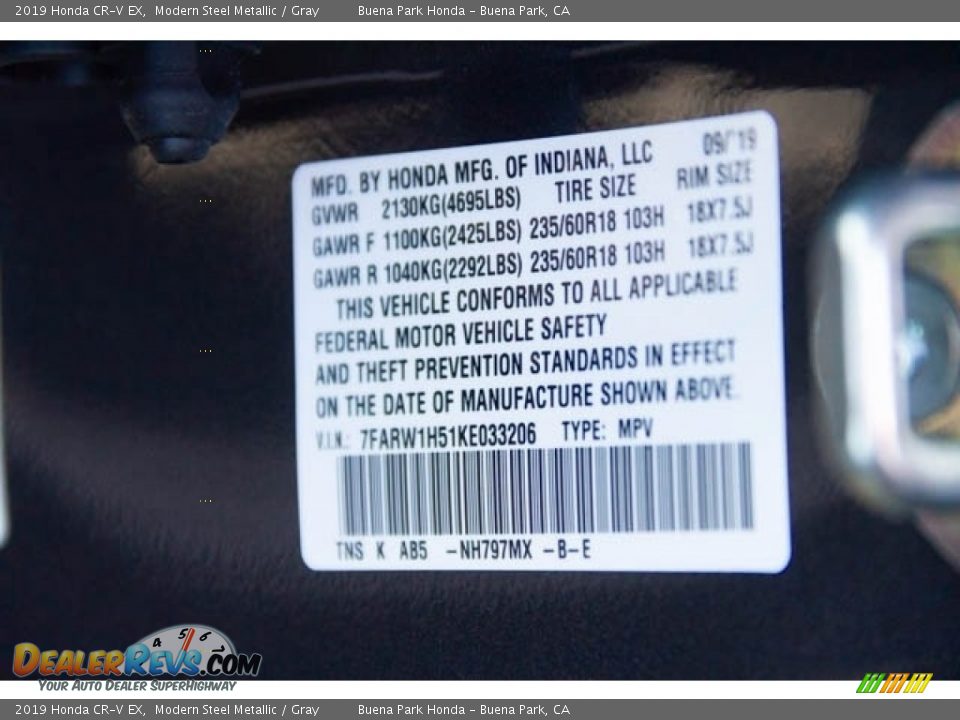 2019 Honda CR-V EX, Modern Steel Metallic / Gray Buena Park Honda - Buena Park, CA
09/'19
MFD. BY HONDA MFG. OF INDIANA, LLC
GVWR 2130KG(4695LBS) TIRE SIZE RIM SIZE
GAWR F 1100KG(2425LBS) 235/60R18 103H 18X7.5J
GAWR R 1040KG(2292LBS) 235/60R18 103H 18X7.5J
THIS VEHICLE CONFORMS TO ALL APPLICABLE
FEDERAL MOTOR VEHICLE SAFETY
AND THEFT PREVENTION STANDARDS IN EFFECT
ON THE DATE OF MANUFACTURE SHOWN ABOVE.
V.I.N.: 7FARW1H51KE033206 TYPE: MPV
TNS K AB5 -NH797MX -B-E
4 5 6
DEALERREVS.COM
YOUR AUTO DEALER SUPERHIGHWAY
2019 Honda CR-V EX, Modern Steel Metallic / Gray Buena Park Honda - Buena Park, CA